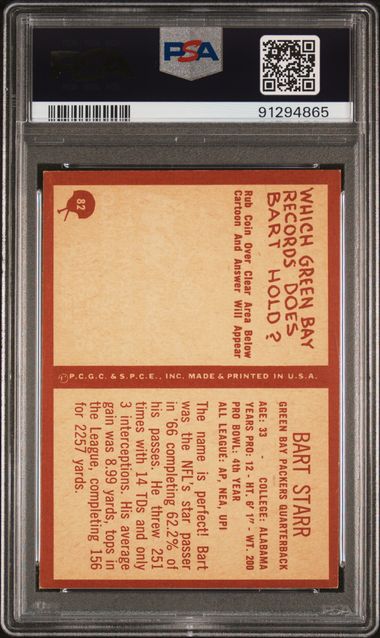 PSA
91294865
82
WHICH GREEN BAY
RECORDS DOES
BART HOLD?
Rub Coin Over Clear Area Below
Cartoon And Answer Will Appear
P.C.G.C. & S.P.C.E., INC. MADE & PRINTED IN U.S.A.
BART STARR
GREEN BAY PACKERS QUARTERBACK
AGE: 33 - COLLEGE: ALABAMA
YEARS PRO: 12 - HT. 6' 1" - WT. 200
PRO BOWL: 4th YEAR
ALL LEAGUE: AP, NEA, UPI
The name is perfect! Bart
was the NFL's star passer
in '66 completing 62.2% of
his passes. He threw 251
times with 14 TDs and only
3 interceptions. His average
gain was 8.99 yards, tops in
the League, completing 156
for 2257 yards.